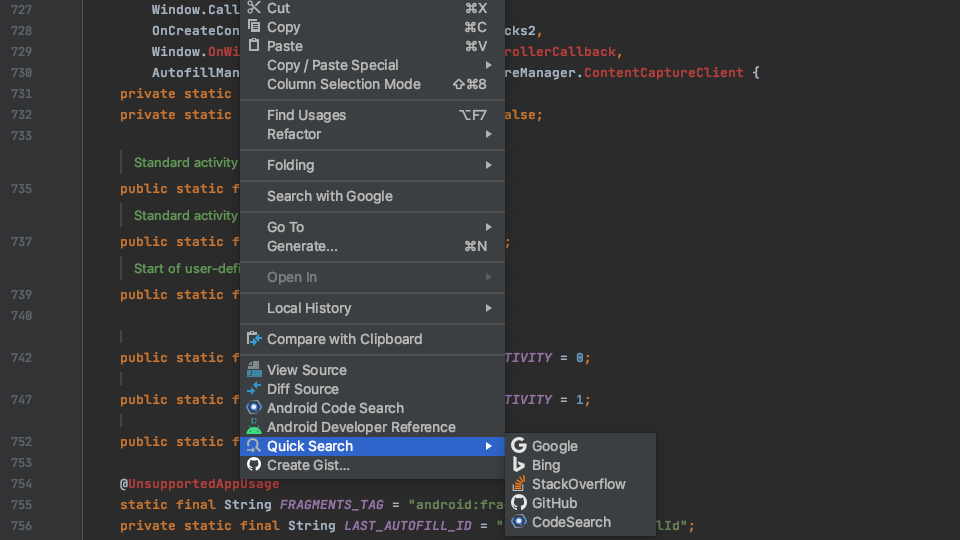 727 Window.Call
728 OnCreateCon cks2,
729 Window.OnWi rollerCallback,
730 AutofillMan reManager.ContentCaptureClient {
731 private static
732 private static alse;
733
Standard activity
735 public static f
Standard activity
737 public static f ;
Start of user-defi
739 public static f
740
742 public static f TIVITY = 0;
747 public static f TIVITY = 1;
752 public static f
753
754 @UnsupportedAppUsage
755 static final String FRAGMENTS_TAG = "android:fra
756 private static final String LAST_AUTOFILL_ID = " lId";
Cut ⌘X
Copy ⌘C
Paste ⌘V
Copy / Paste Special
Column Selection Mode ⇧⌘8
Find Usages ⌥F7
Refactor
Folding
Search with Google
Go To
Generate... ⌘N
Open In
Local History
Compare with Clipboard
View Source
Diff Source
Android Code Search
Android Developer Reference
Quick Search
Create Gist...
Google
Bing
StackOverflow
GitHub
CodeSearch